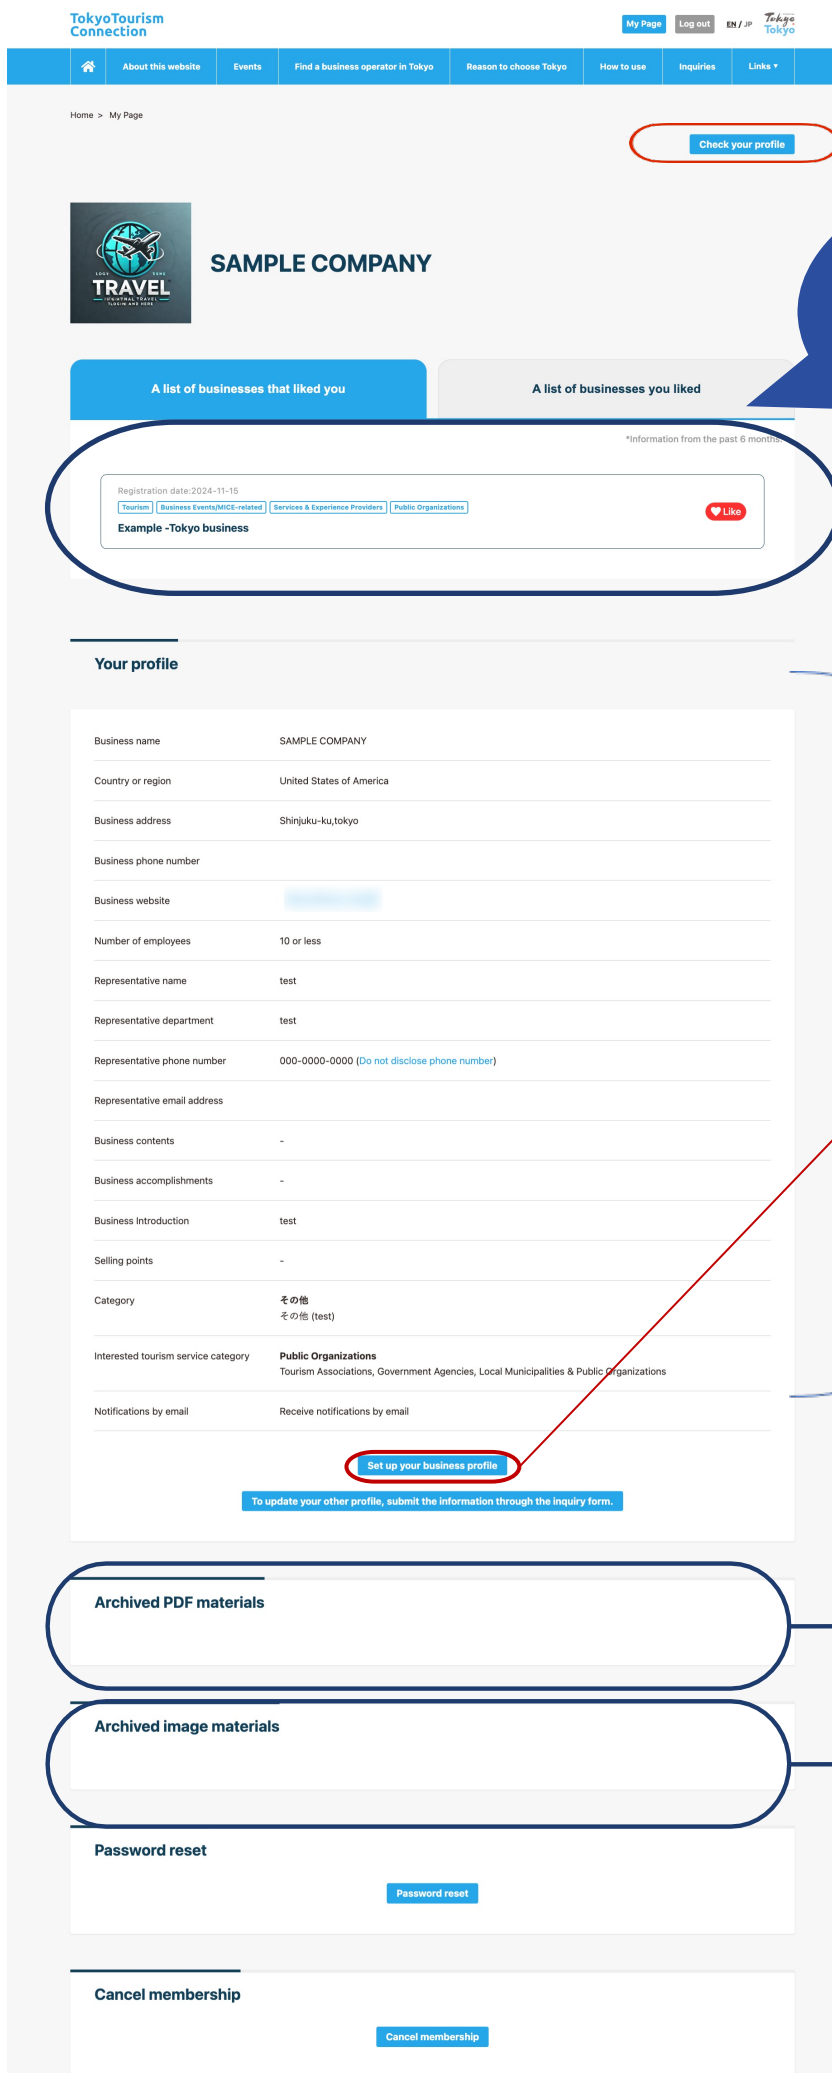 TokyoTourism
Connection
My Page
Log out
EN / JP
Tokyo
Tokyo
About this website
Events
Find a business operator in Tokyo
Reason to choose Tokyo
How to use
Inquiries
Links ▾
Home > My Page
Check your profile
TRAVEL
SAMPLE COMPANY
A list of businesses that liked you
A list of businesses you liked
*Information from the past 6 months.
Registration date:2024-11-15
Tourism
Business Events/MICE-related
Services & Experience Providers
Public Organizations
Like
Example -Tokyo business
Your profile
Business name SAMPLE COMPANY
Country or region United States of America
Business address Shinjuku-ku,tokyo
Business phone number
Business website
Number of employees 10 or less
Representative name test
Representative department test
Representative phone number 000-0000-0000 (Do not disclose phone number)
Representative email address
Business contents -
Business accomplishments -
Business Introduction test
Selling points -
Category その他
その他 (test)
Interested tourism service category Public Organizations
Tourism Associations, Government Agencies, Local Municipalities & Public Organizations
Notifications by email Receive notifications by email
Set up your business profile
To update your other profile, submit the information through the inquiry form.
Archived PDF materials
Archived image materials
Password reset
Password reset
Cancel membership
Cancel membership